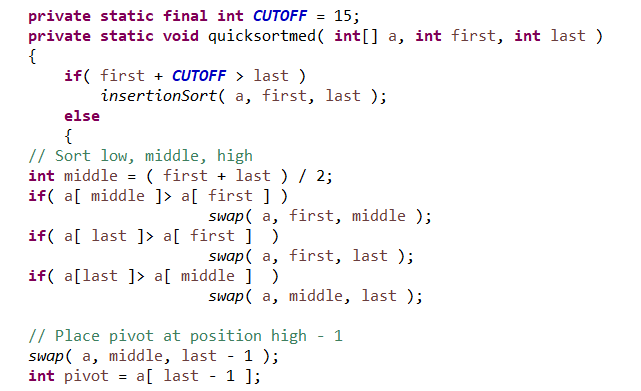 private static final int CUTOFF = 15;
private static void quicksortmed( int[] a, int first, int last )
{
if( first + CUTOFF > last )
insertionSort( a, first, last );
else
{
// Sort low, middle, high
int middle = ( first + last ) / 2;
if( a[ middle ]> a[ first ] )
swap( a, first, middle );
if( a[ last ]> a[ first ]  )
swap( a, first, last );
if( a[last ]> a[ middle ]  )
swap( a, middle, last );
// Place pivot at position high - 1
swap( a, middle, last - 1 );
int pivot = a[ last - 1 ];